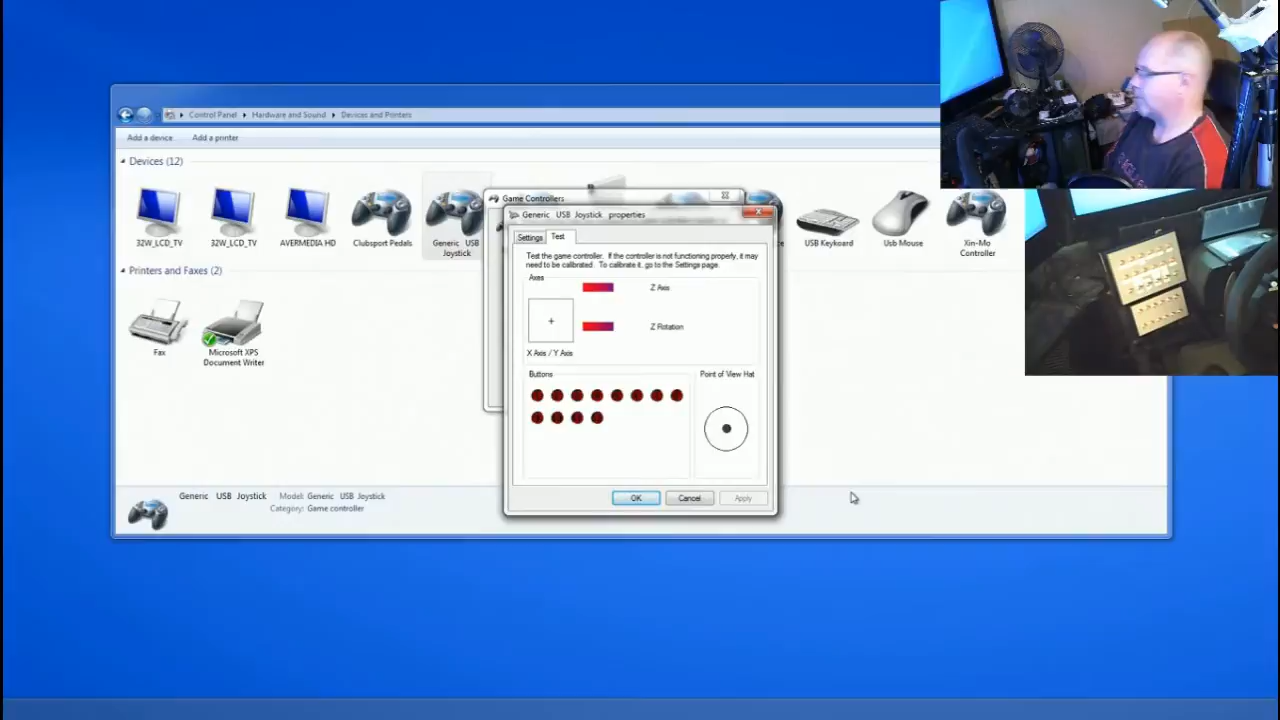 Control Panel Hardware and Sound Devices and Printers
Add a device Add a printer
Devices (12)
32W_LCD_TV
32W_LCD_TV
AVERMEDIA HD
Clubsport Pedals
Generic USB
Joystick
USB Keyboard
Usb Mouse
Xin-Mo
Controller
Printers and Faxes (2)
Fax
Microsoft XPS
Document Writer
Game Controllers
Generic USB Joystick properties
Settings Test
Test the game controller. If the controller is not functioning properly, it may
need to be calibrated. To calibrate it, go to the Settings page.
Axes
Z Axis
Z Rotation
X Axis / Y Axis
Buttons
Point of View Hat
OK Cancel Apply
Generic USB Joystick Model: Generic USB Joystick
Category: Game controller